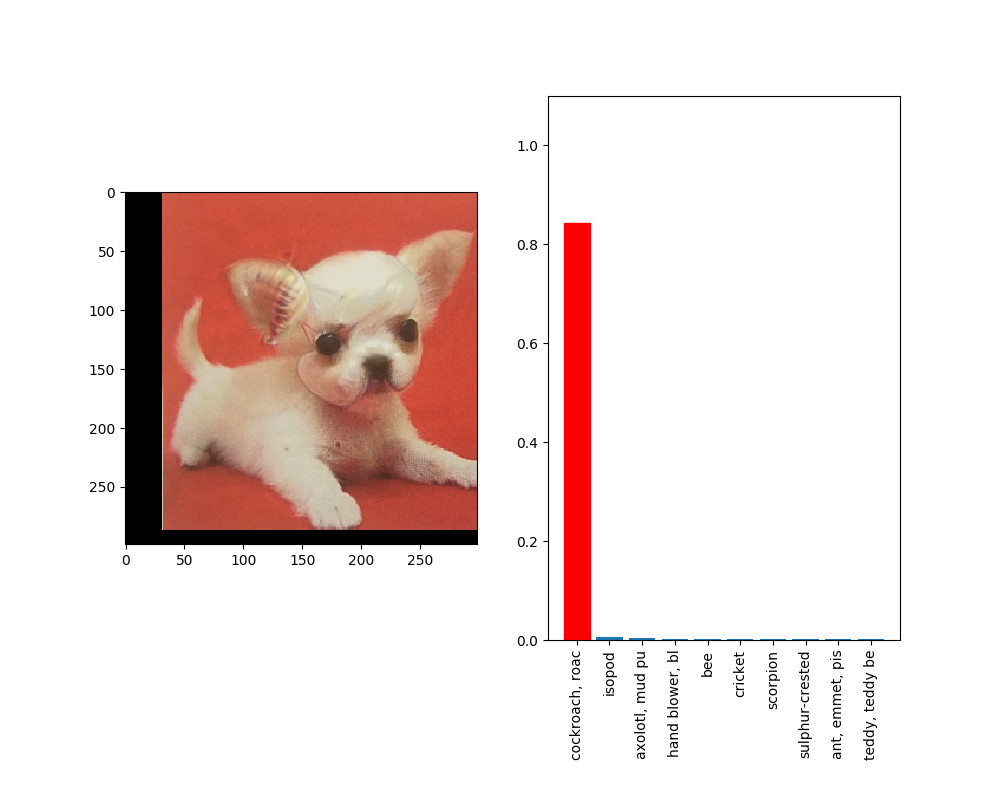 0
50
100
150
200
250
0 50 100 150 200 250
1.0
0.8
0.6
0.4
0.2
0.0
cockroach, roac
isopod
axolotl, mud pu
hand blower, bl
bee
cricket
scorpion
sulphur-crested
ant, emmet, pis
teddy, teddy be